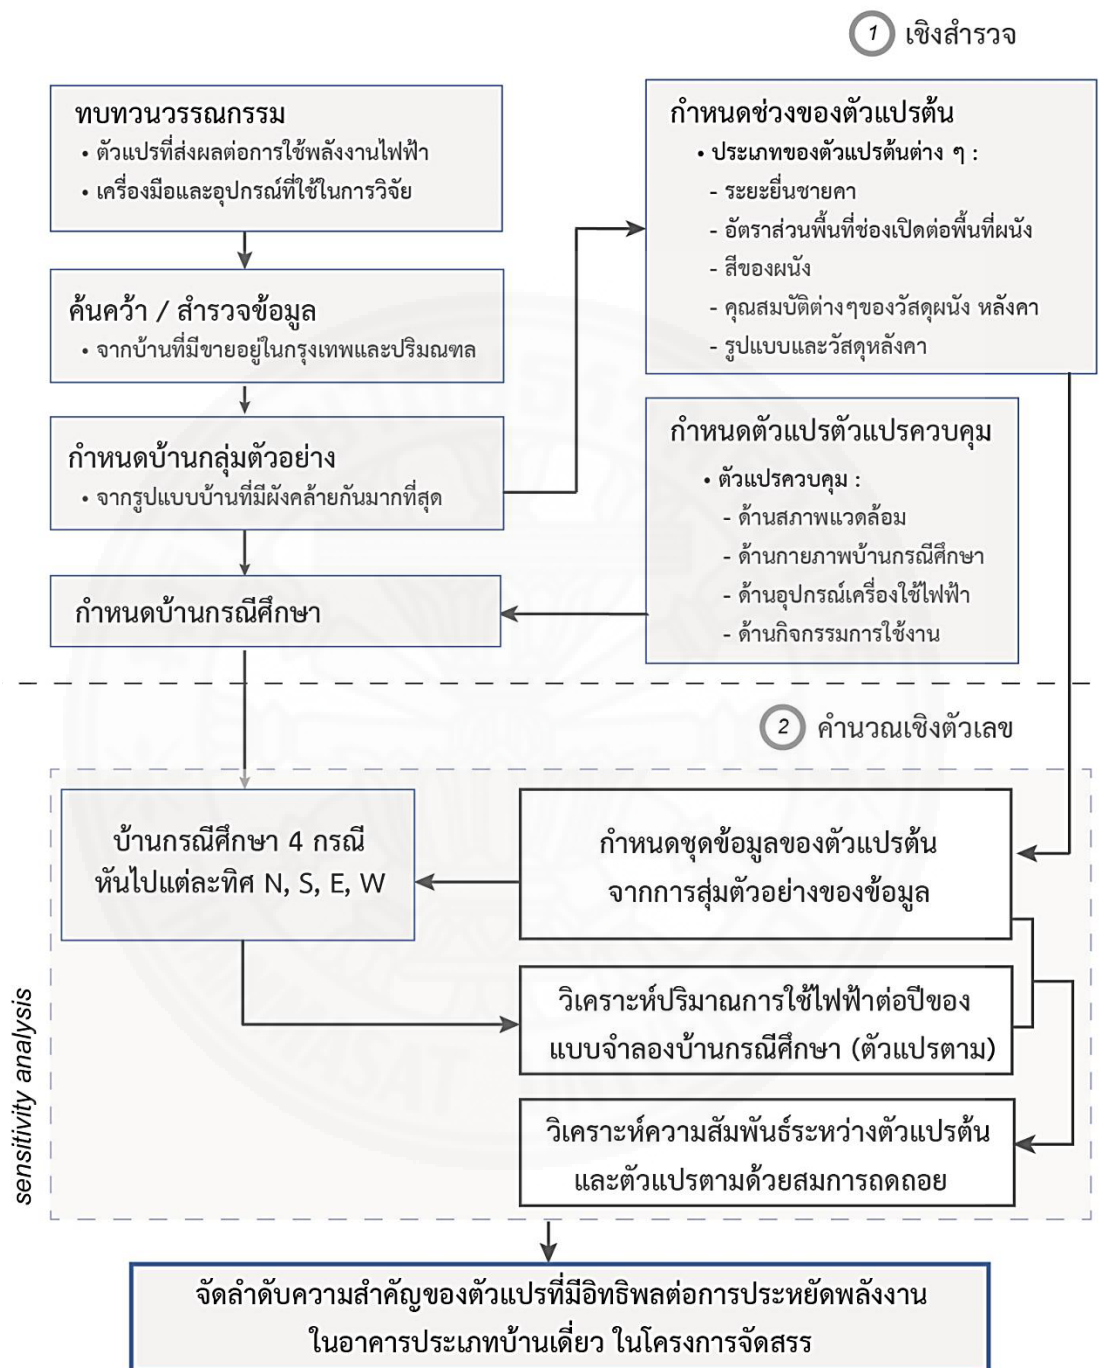 1 เชิงสำรวจ
ทบทวนวรรณกรรม
• ตัวแปรที่ส่งผลต่อการใช้พลังงานไฟฟ้า
• เครื่องมือและอุปกรณ์ที่ใช้ในการวิจัย
ค้นคว้า / สำรวจข้อมูล
• จากบ้านที่มีขายอยู่ในกรุงเทพและปริมณฑล
กำหนดบ้านกลุ่มตัวอย่าง
• จากรูปแบบบ้านที่มีผังคล้ายกันมากที่สุด
กำหนดบ้านกรณีศึกษา
กำหนดช่วงของตัวแปรต้น
• ประเภทของตัวแปรต้นต่าง ๆ :
- ระยะยื่นชายคา
- อัตราส่วนพื้นที่ช่องเปิดต่อพื้นที่ผนัง
- สีของผนัง
- คุณสมบัติต่างๆของวัสดุผนัง หลังคา
- รูปแบบและวัสดุหลังคา
กำหนดตัวแปรตัวแปรควบคุม
• ตัวแปรควบคุม :
- ด้านสภาพแวดล้อม
- ด้านกายภาพบ้านกรณีศึกษา
- ด้านอุปกรณ์เครื่องใช้ไฟฟ้า
- ด้านกิจกรรมการใช้งาน
2 คำนวณเชิงตัวเลข
sensitivity analysis
บ้านกรณีศึกษา 4 กรณี
หันไปแต่ละทิศ N, S, E, W
กำหนดชุดข้อมูลของตัวแปรต้น
จากการสุ่มตัวอย่างของข้อมูล
วิเคราะห์ปริมาณการใช้ไฟฟ้าต่อปีของ
แบบจำลองบ้านกรณีศึกษา (ตัวแปรตาม)
วิเคราะห์ความสัมพันธ์ระหว่างตัวแปรต้น
และตัวแปรตามด้วยสมการถดถอย
จัดลำดับความสำคัญของตัวแปรที่มีอิทธิพลต่อการประหยัดพลังงาน
ในอาคารประเภทบ้านเดี่ยว ในโครงการจัดสรร